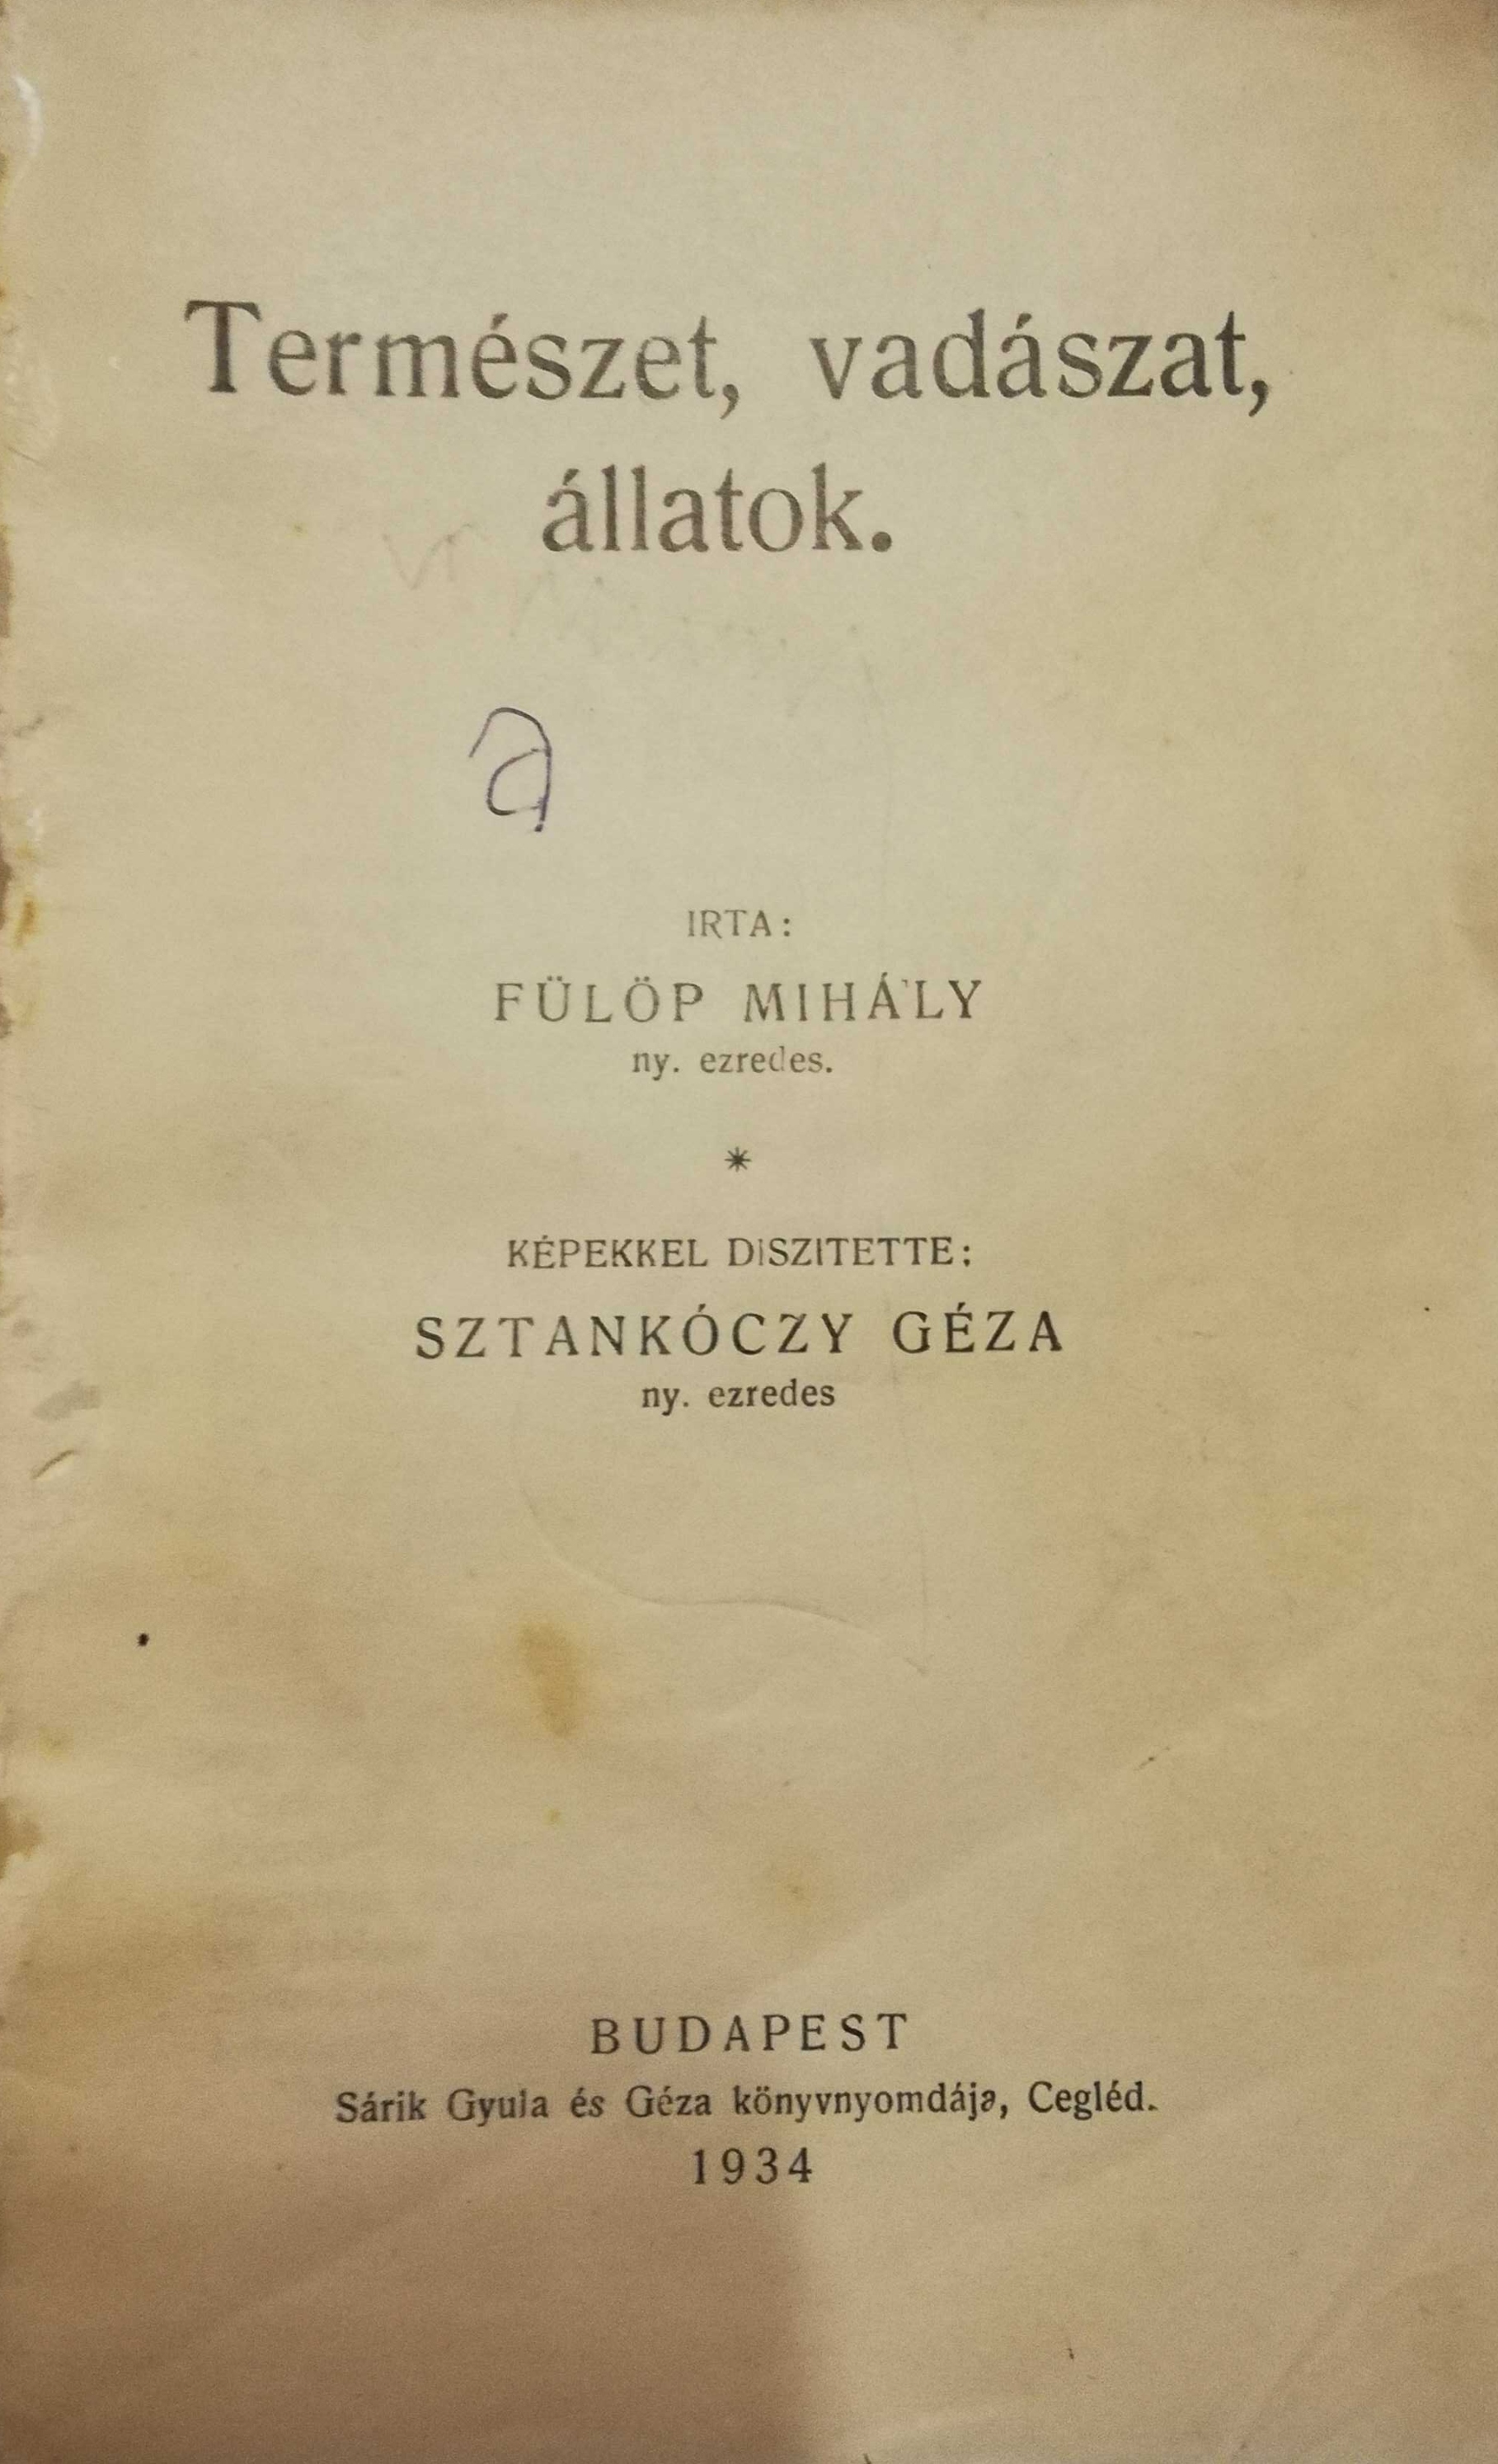 Természet, vadászat,
állatok.
a
IRTA:
FÜLÖP MIHÁLY
ny. ezredes.
*
KÉPEKKEL DISZITETTE:
SZTANKÓCZY GÉZA
ny. ezredes
BUDAPEST
Sárik Gyula és Géza könyvnyomdája, Cegléd.
1934